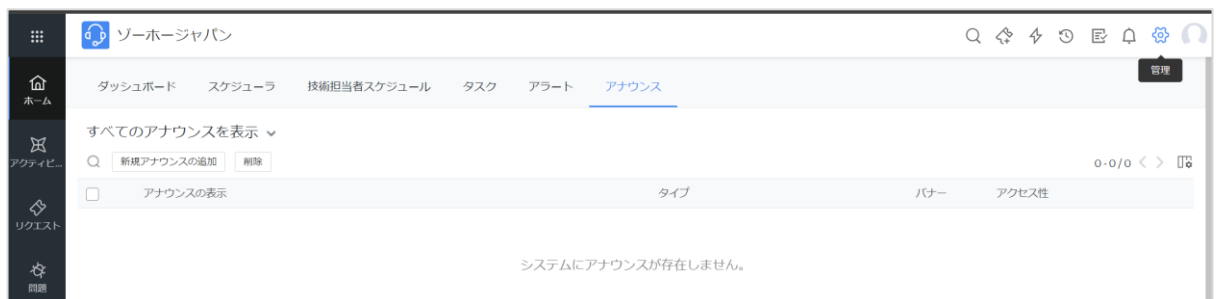 ゾーホージャパン
管理
ホーム
ダッシュボード スケジューラ 技術担当者スケジュール タスク アラート アナウンス
すべてのアナウンスを表示
アクティビ...
新規アナウンスの追加 削除 0-0/0
アナウンスの表示 タイプ バナー アクセス性
リクエスト
システムにアナウンスが存在しません。
問題